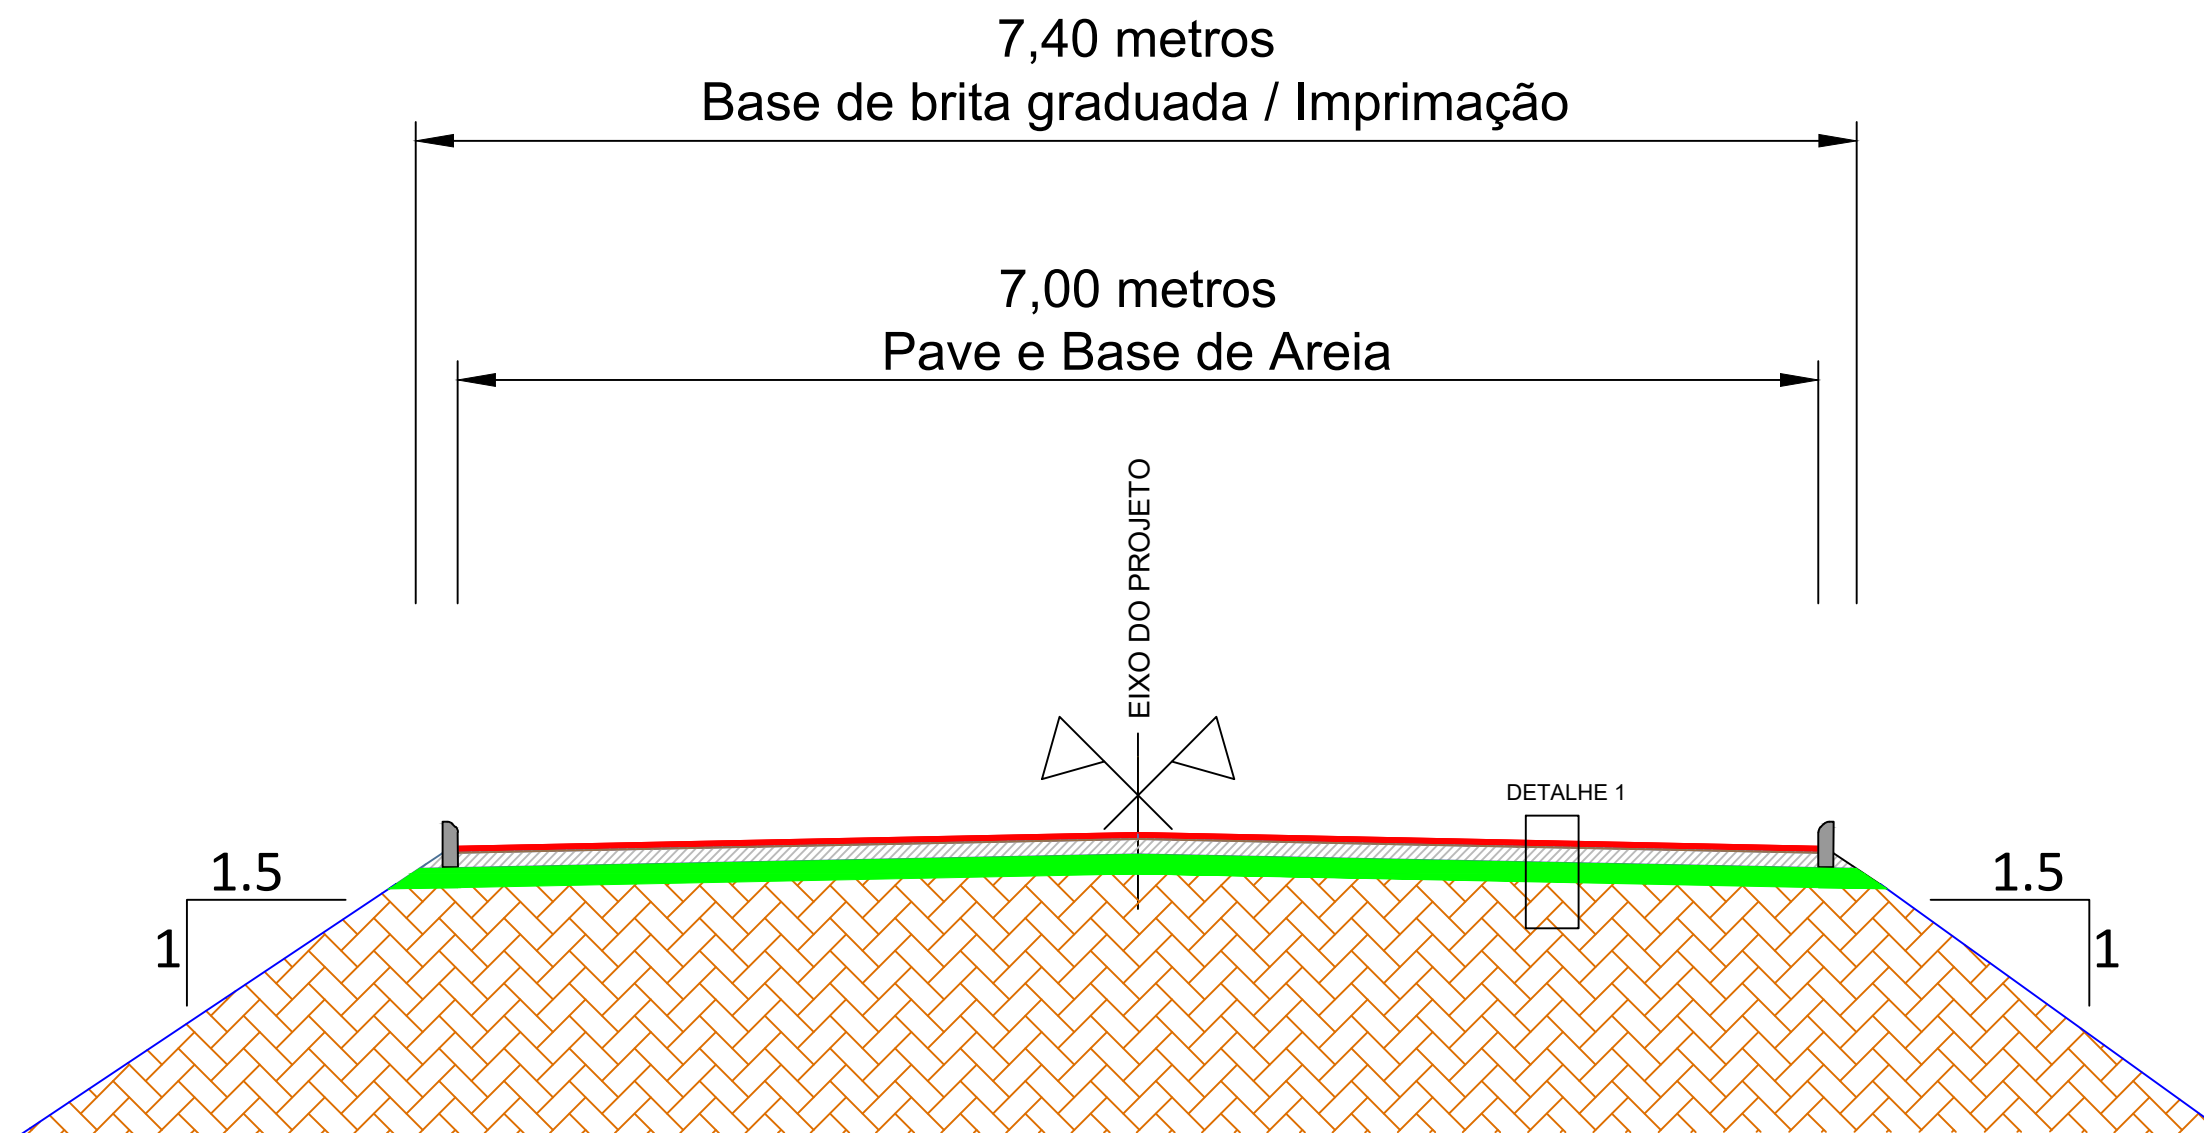 7,40 metros
Base de brita graduada / Imprimação
7,00 metros
Pave e Base de Areia
EIXO DO PROJETO
DETALHE 1
1.5
1
1.5
1